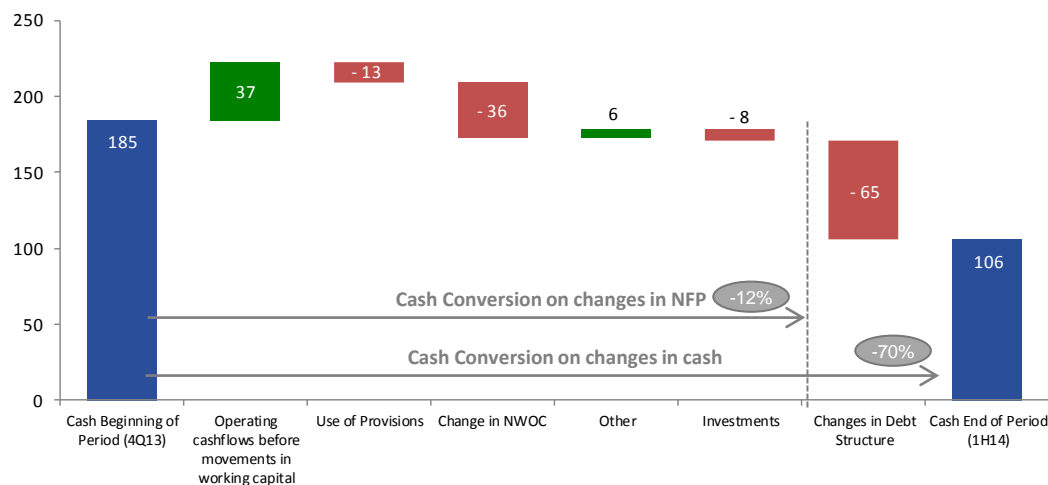 250
200
150
100
50
0
185
37
- 13
- 36
6
- 8
- 65
106
Cash Conversion on changes in NFP
-12%
Cash Conversion on changes in cash
-70%
Cash Beginning of
Period (4Q13)
Operating
cashflows before
movements in
working capital
Use of Provisions
Change in NWOC
Other
Investments
Changes in Debt
Structure
Cash End of Period
(1H14)